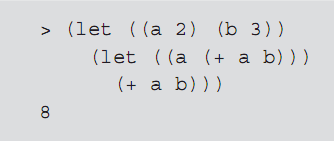 > (let ((a 2) (b 3))
(let ((a (+ a b)))
(+ a b)))
8